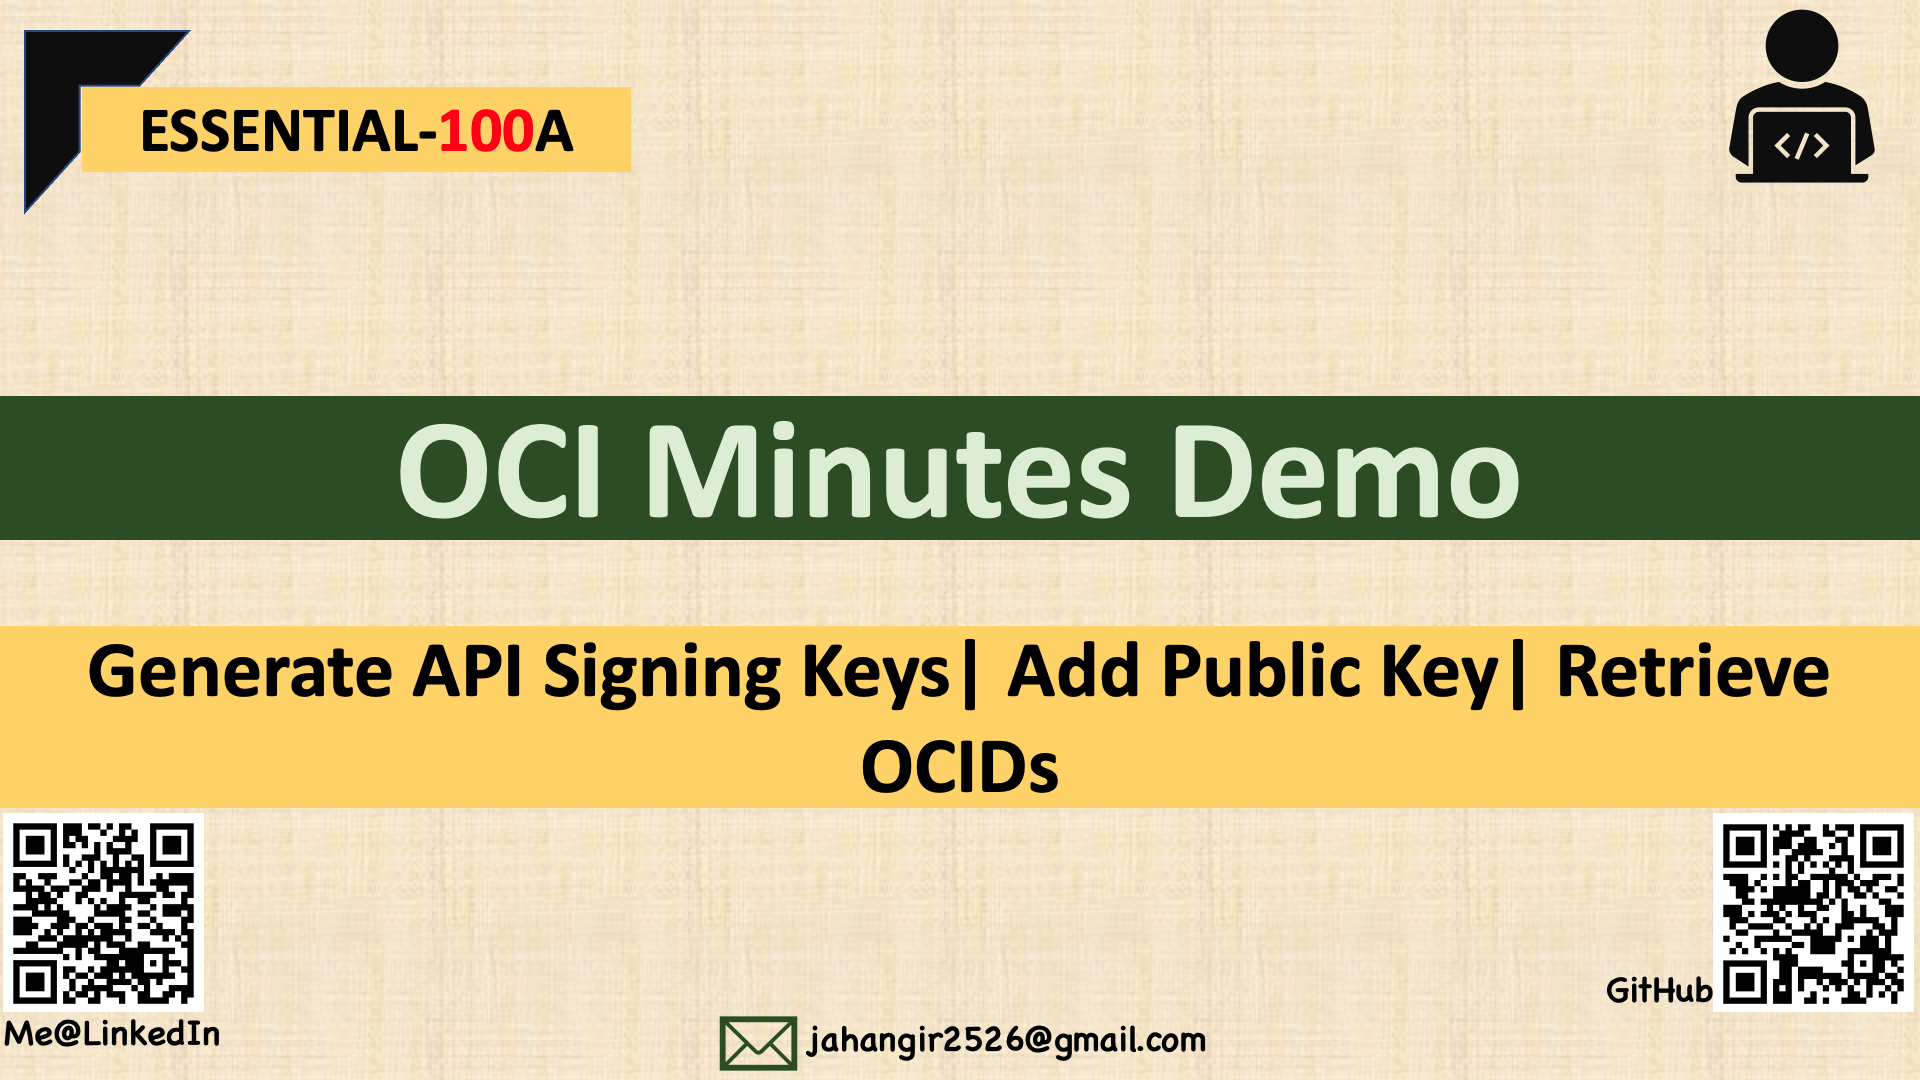 ESSENTIAL-100A
</>
OCI Minutes Demo
Generate API Signing Keys| Add Public Key| Retrieve
OCIDs
GitHub
Me@LinkedIn
jahangir2526@gmail.com